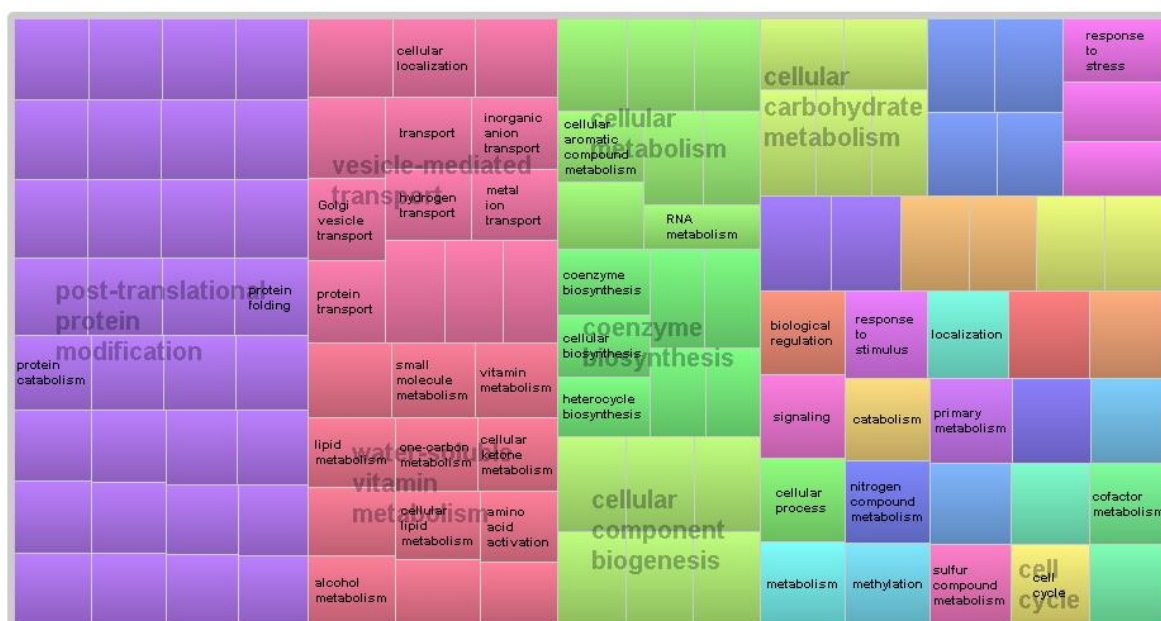 post-translational
protein
modification
protein
folding
protein
catabolism
cellular
localization
transport
inorganic
anion
transport
vesicle-mediated
transport
Golgi
vesicle
transport
hydrogen
transport
metal
ion
transport
protein
transport
small
molecule
metabolism
vitamin
metabolism
lipid
metabolism
one-carbon
metabolism
cellular
ketone
metabolism
water-soluble
vitamin
metabolism
cellular
lipid
metabolism
amino
acid
activation
alcohol
metabolism
cellular
metabolism
cellular
aromatic
compound
metabolism
RNA
metabolism
coenzyme
biosynthesis
coenzyme
biosynthesis
cellular
biosynthesis
heterocycle
biosynthesis
cellular
component
biogenesis
cellular
carbohydrate
metabolism
response
to
stress
biological
regulation
response
to
stimulus
localization
signaling
catabolism
primary
metabolism
cellular
process
nitrogen
compound
metabolism
cofactor
metabolism
metabolism
methylation
sulfur
compound
metabolism
cell
cycle
cell
cycle